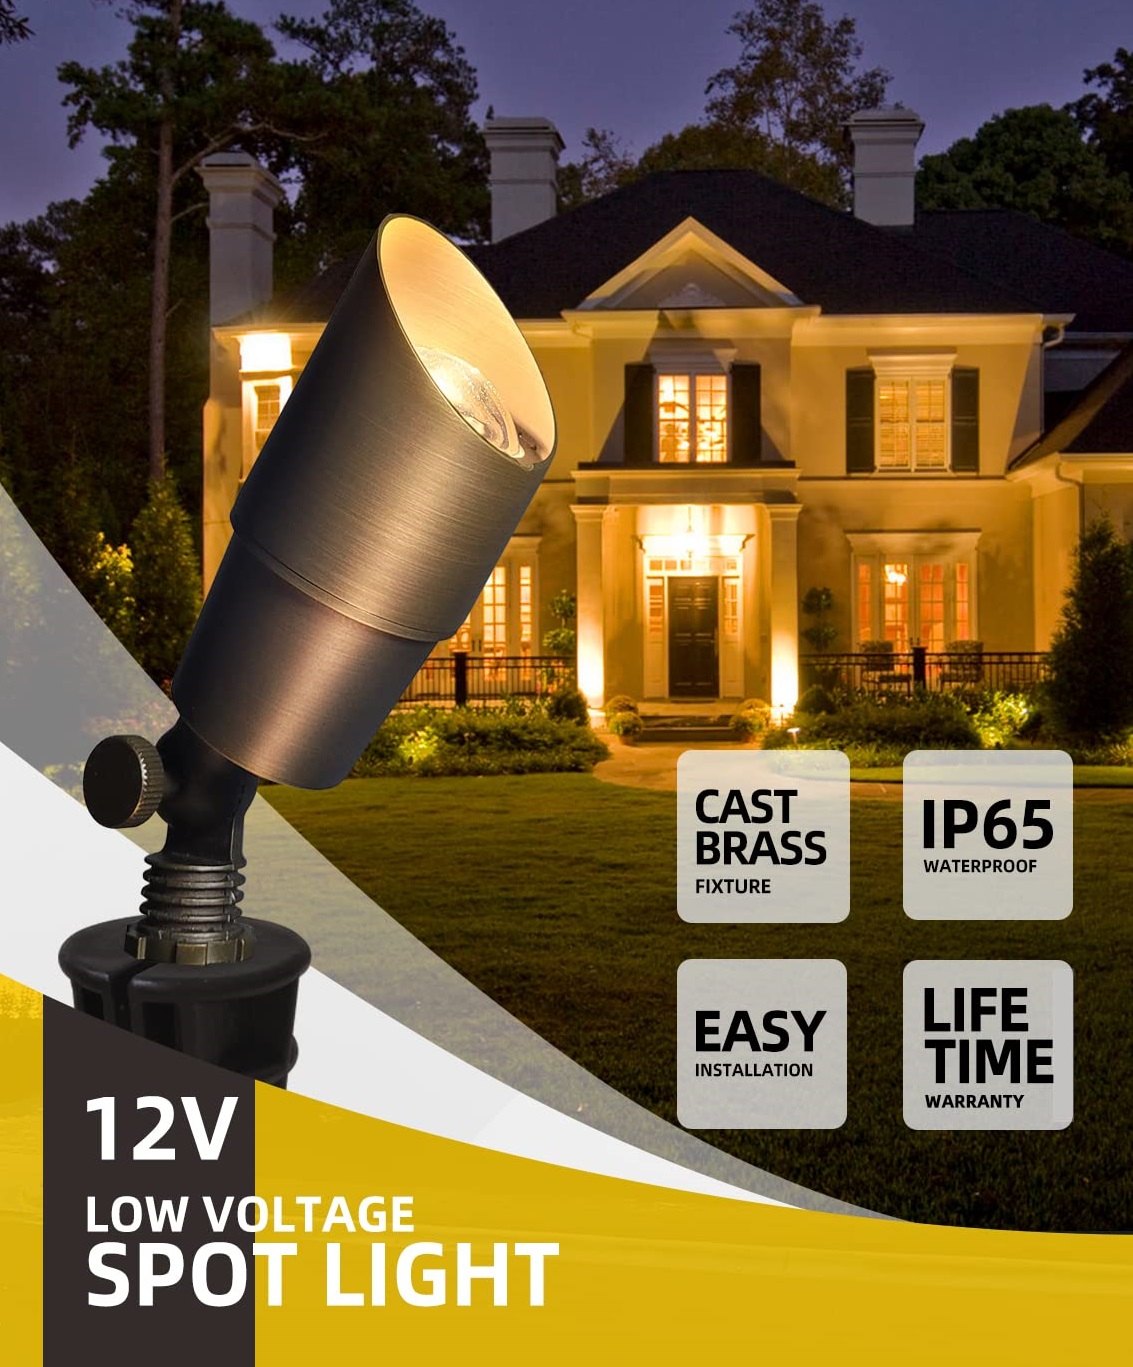 CAST
BRASS
FIXTURE
IP65
WATERPROOF
EASY
INSTALLATION
LIFE
TIME
WARRANTY
12V
LOW VOLTAGE
SPOT LIGHT